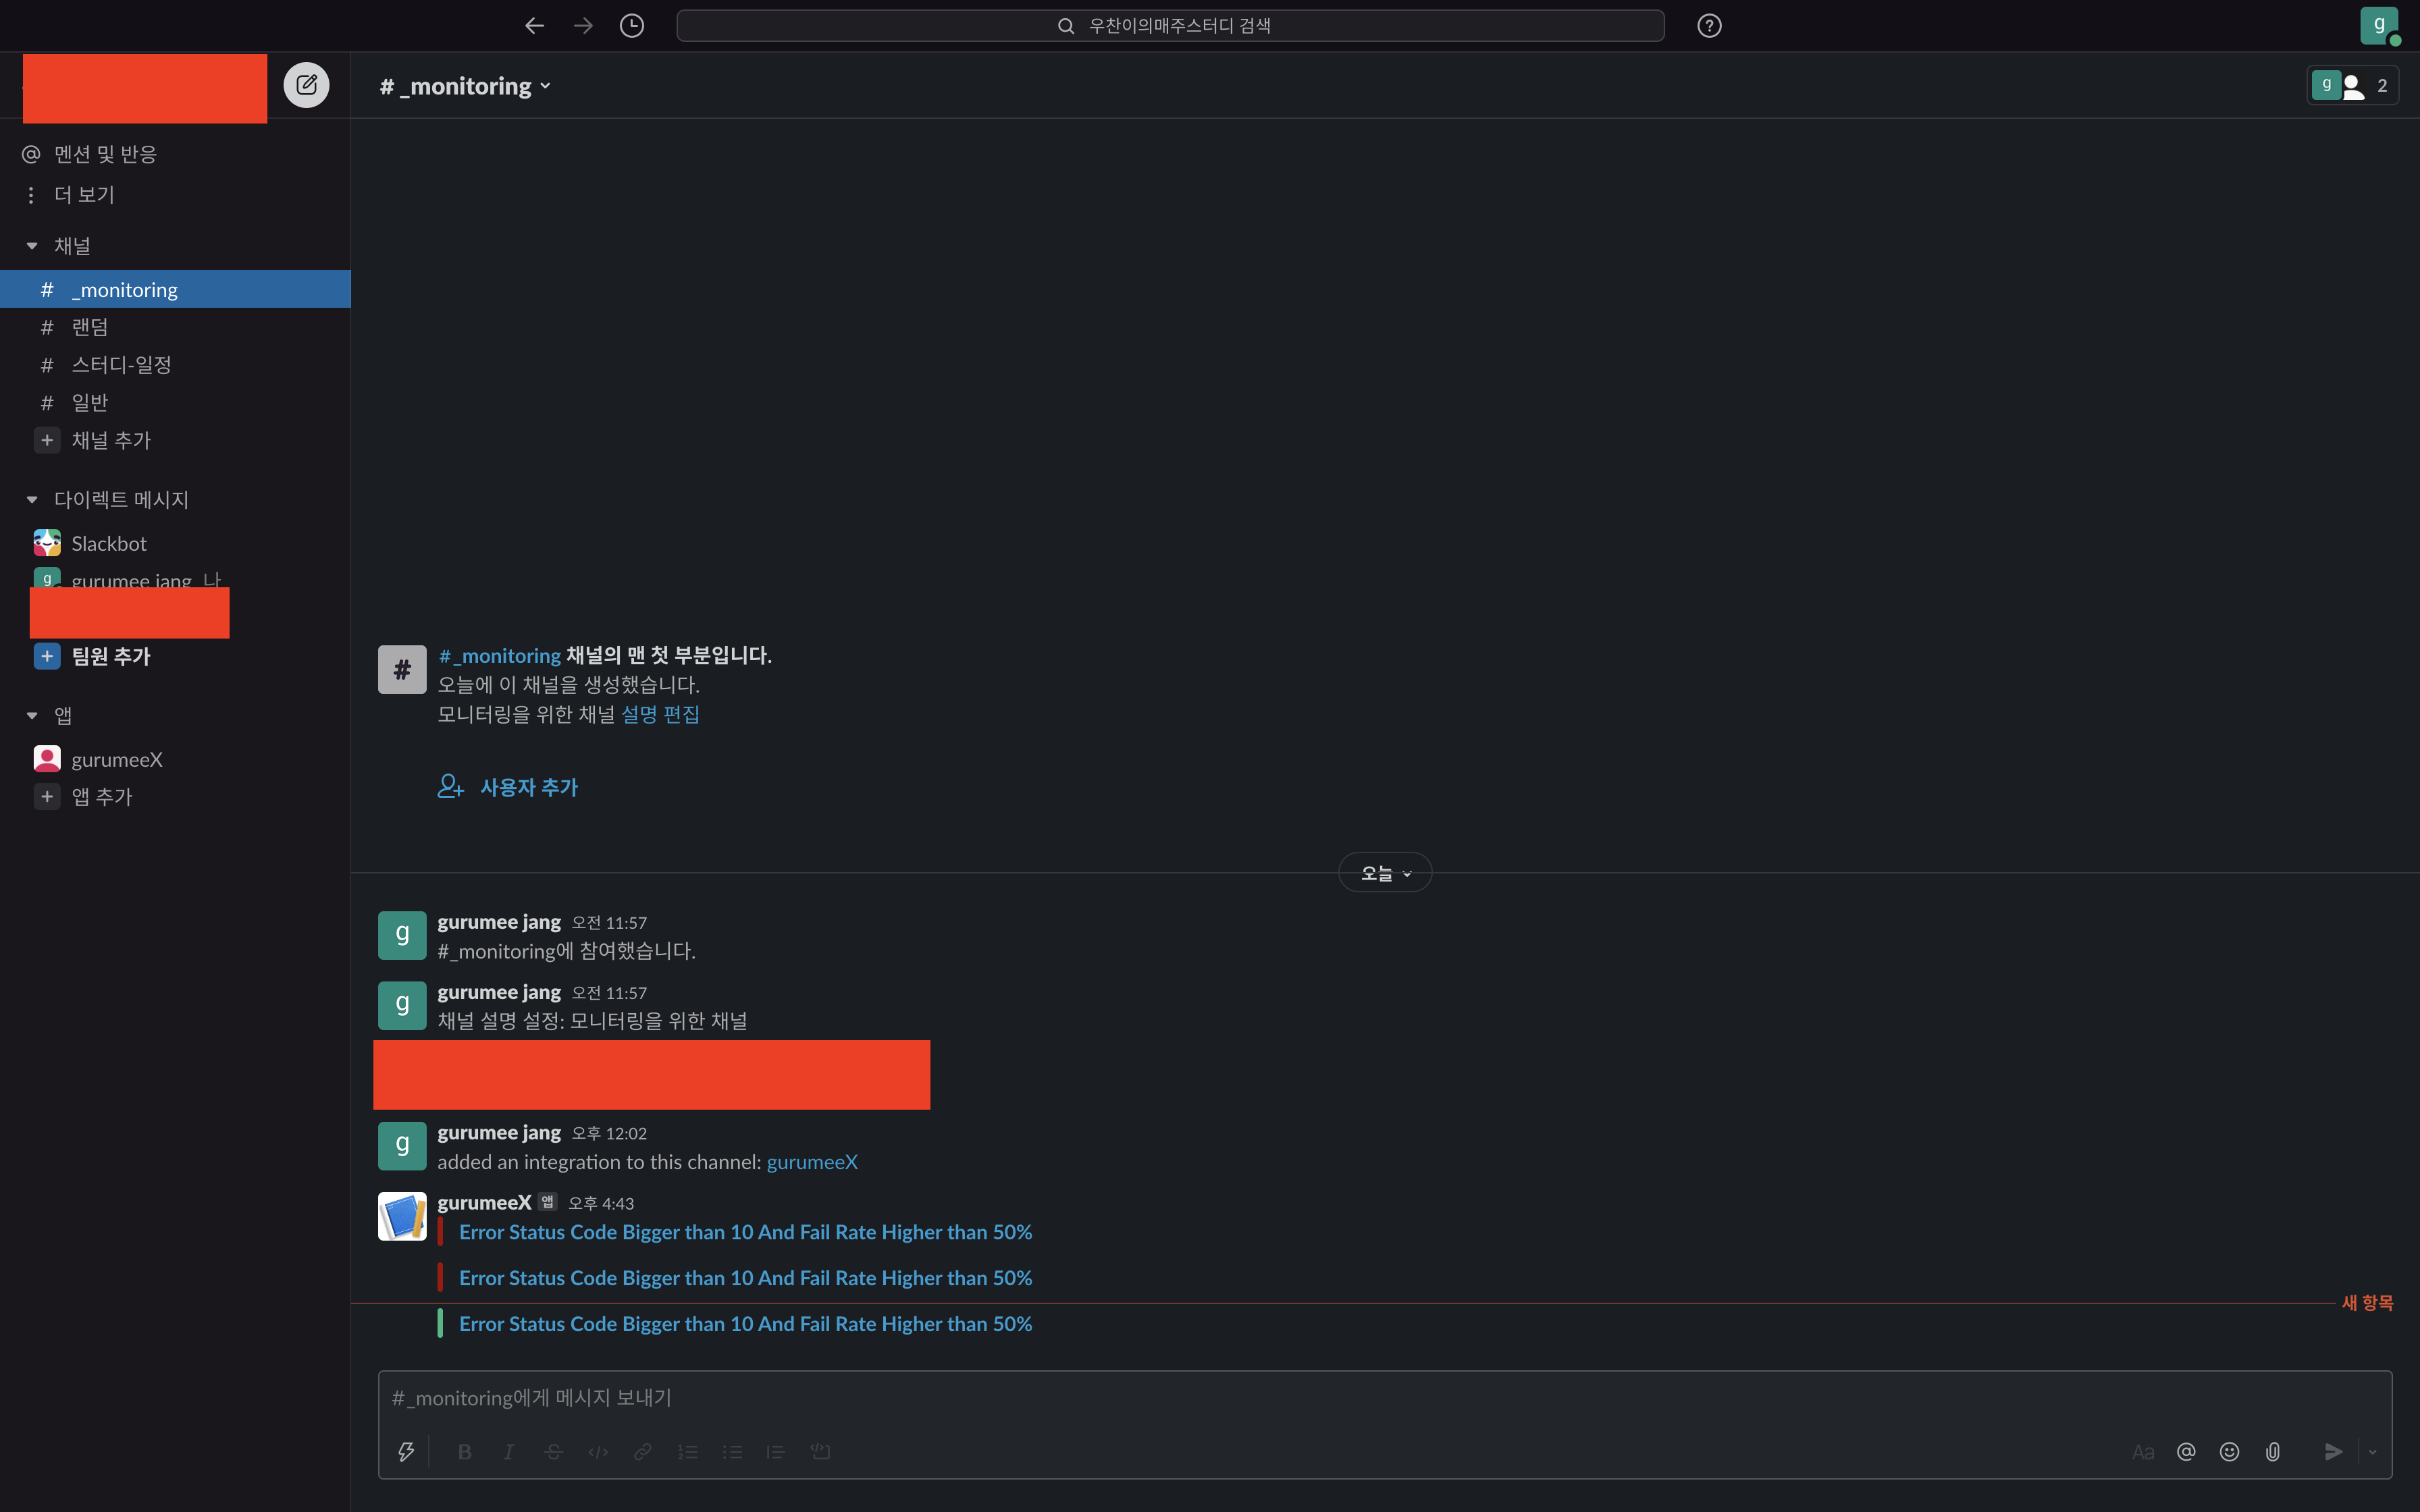 우찬이의매주스터디 검색
g
# _monitoring
g 2
@ 멘션 및 반응
더 보기
채널
# _monitoring
# 랜덤
# 스터디-일정
# 일반
+ 채널 추가
다이렉트 메시지
Slackbot
g gurumee jang 나
+ 팀원 추가
앱
gurumeeX
+ 앱 추가
# #_monitoring 채널의 맨 첫 부분입니다.
오늘에 이 채널을 생성했습니다.
모니터링을 위한 채널 설명 편집
사용자 추가
오늘
g gurumee jang 오전 11:57
#_monitoring에 참여했습니다.
g gurumee jang 오전 11:57
채널 설명 설정: 모니터링을 위한 채널
g gurumee jang 오후 12:02
added an integration to this channel: gurumeeX
gurumeeX 앱 오후 4:43
Error Status Code Bigger than 10 And Fail Rate Higher than 50%
Error Status Code Bigger than 10 And Fail Rate Higher than 50%
새 항목
Error Status Code Bigger than 10 And Fail Rate Higher than 50%
#_monitoring에게 메시지 보내기
B I S </> Aa @